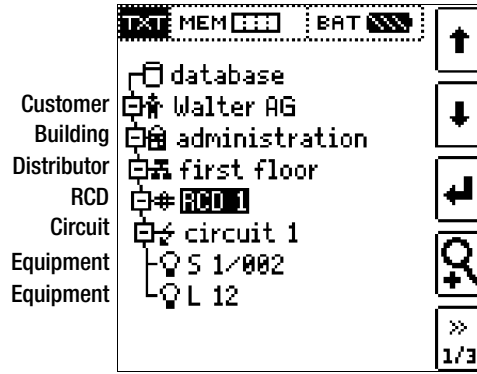 TXT MEM BAT
database
Customer Walter AG
Building administration
Distributor first floor
RCD RCD 1
Circuit circuit 1
Equipment S 1/002
Equipment L 12
»
1/3